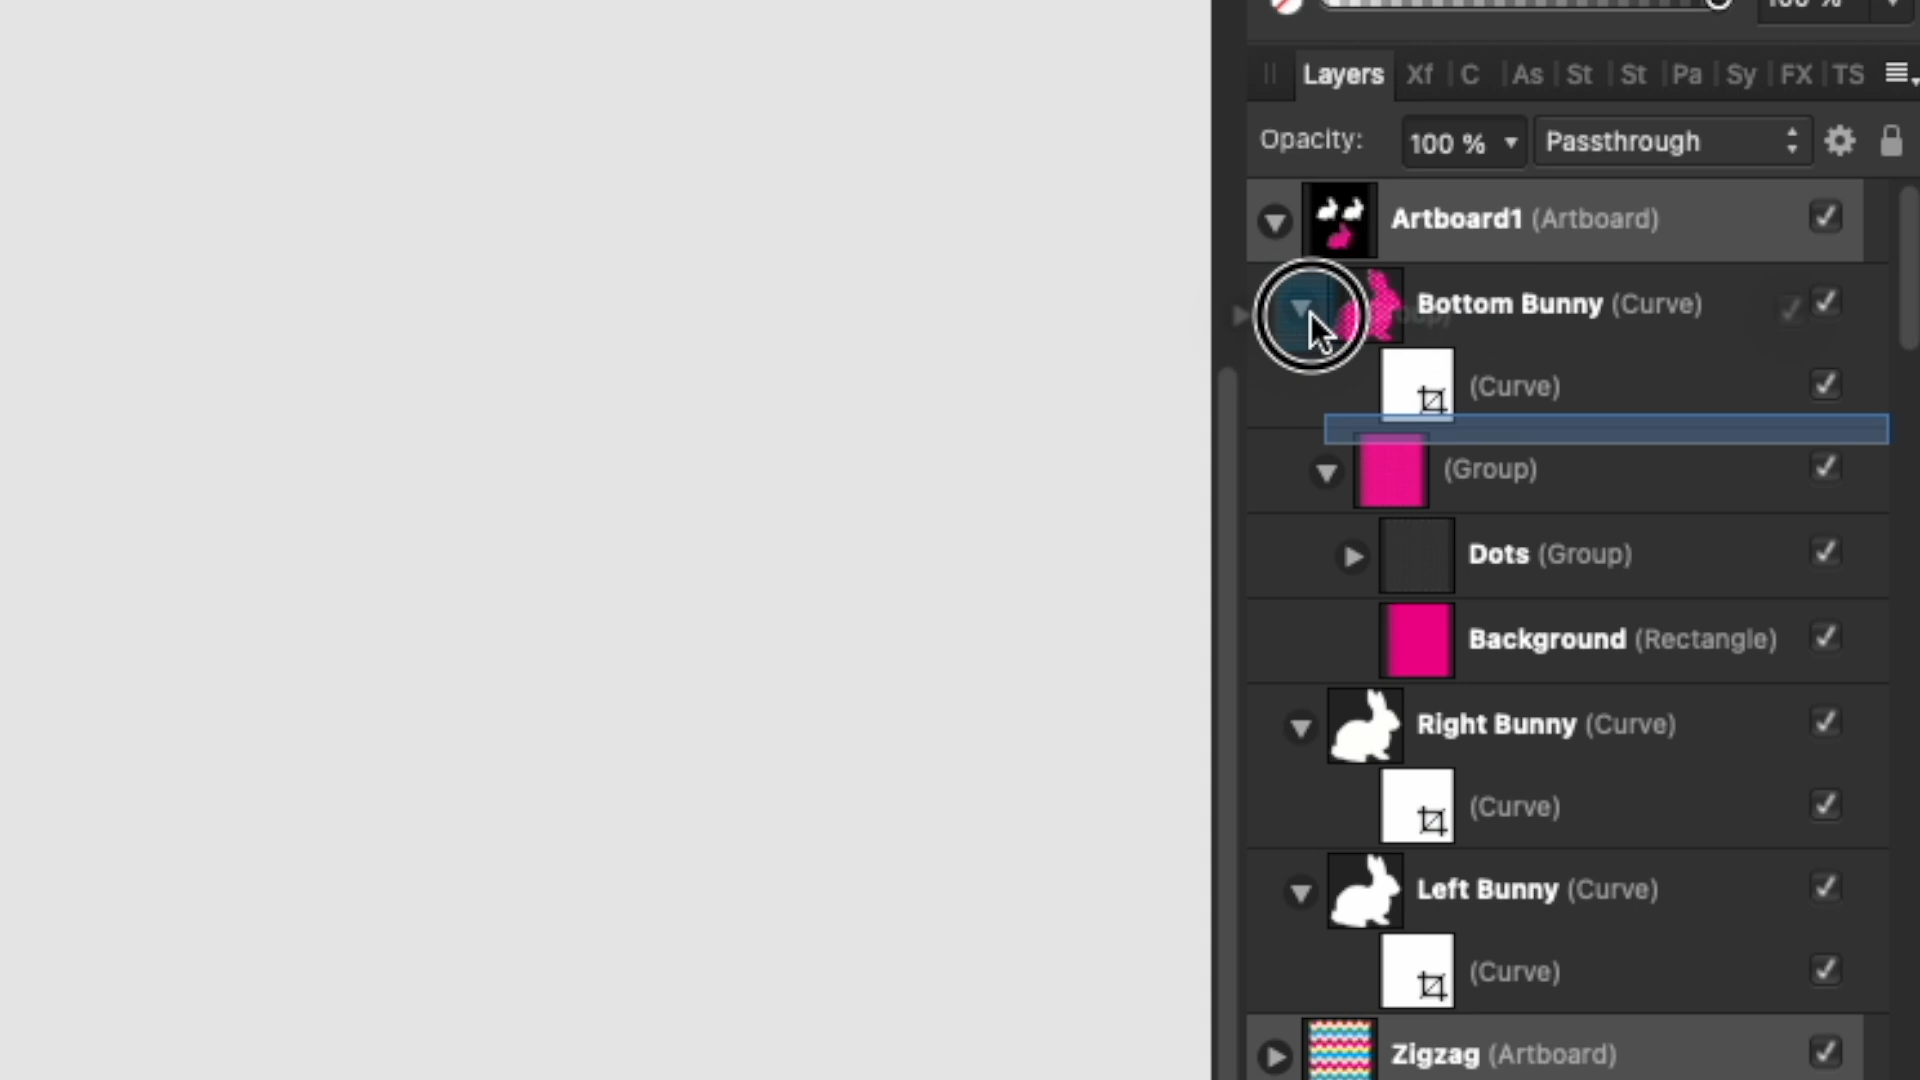 100 %
Layers Xf C As St St Pa Sy FX TS
Opacity: 100 % Passthrough
Artboard1 (Artboard)
Bottom Bunny (Curve)
(Curve)
(Group)
Dots (Group)
Background (Rectangle)
Right Bunny (Curve)
(Curve)
Left Bunny (Curve)
(Curve)
Zigzag (Artboard)